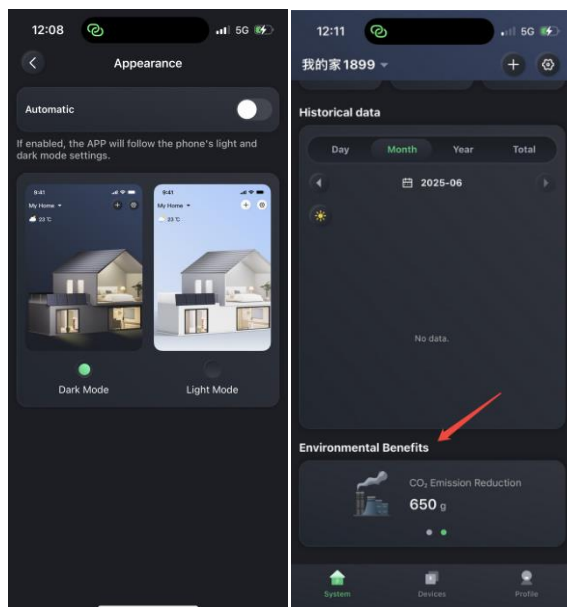 12:08
5G
Appearance
Automatic
If enabled, the APP will follow the phone's light and
dark mode settings.
9:41
My Home
23 °C
9:41
My Home
23 °C
Dark Mode
Light Mode
12:11
5G
我的家1899
Historical data
Day Month Year Total
2025-06
No data.
Environmental Benefits
CO₂ Emission Reduction
650 g
System Devices Profile